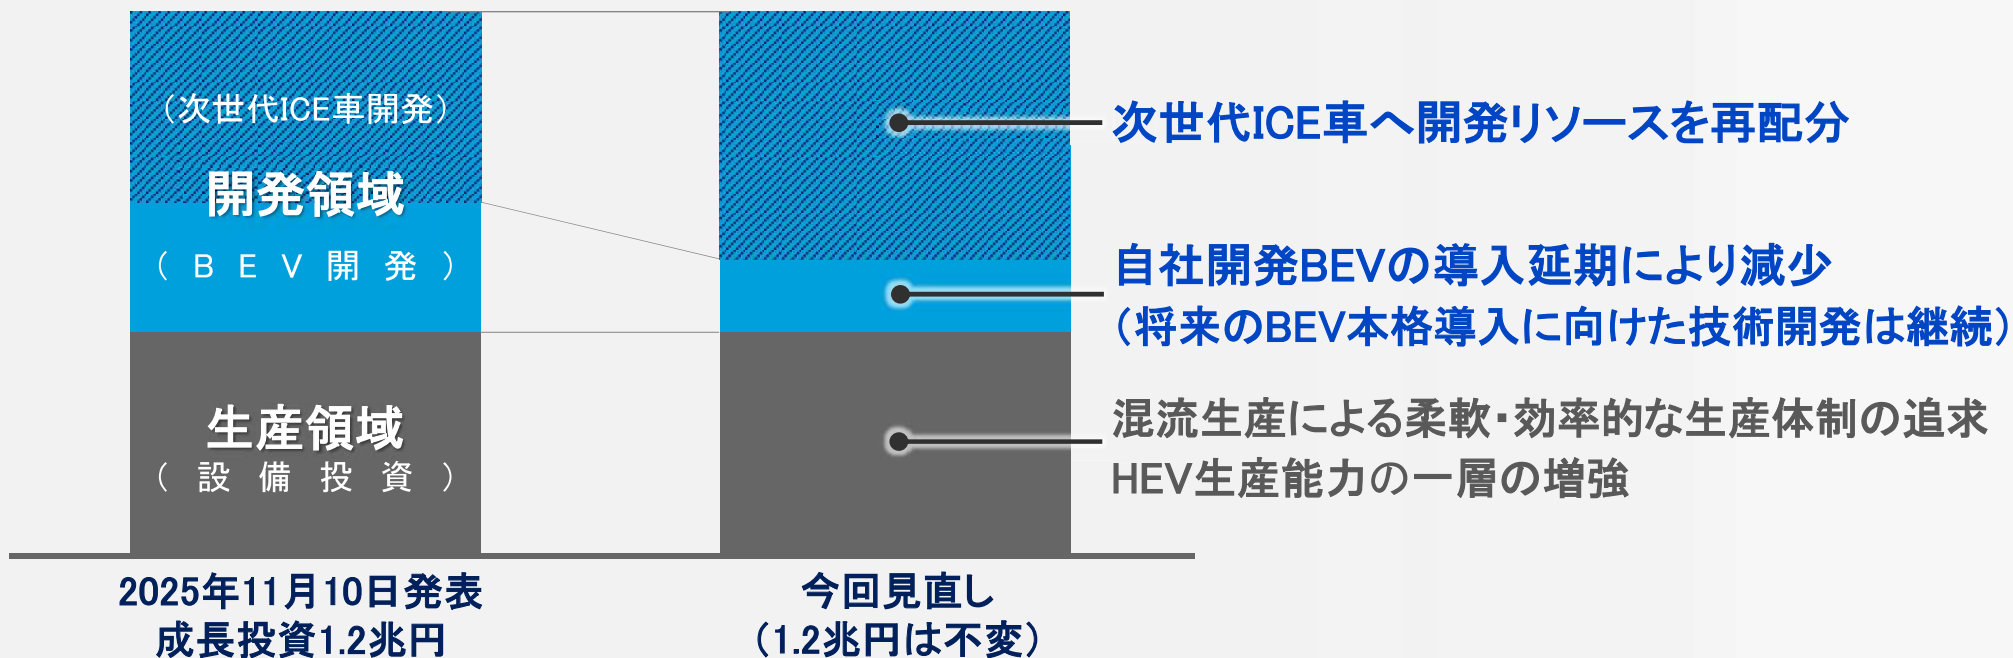 （次世代ICE車開発）
開発領域
（BEV開発）
生産領域
（設備投資）
次世代ICE車へ開発リソースを再配分
自社開発BEVの導入延期により減少
（将来のBEV本格導入に向けた技術開発は継続）
混流生産による柔軟・効率的な生産体制の追求
HEV生産能力の一層の増強
2025年11月10日発表
成長投資1.2兆円
今回見直し
（1.2兆円は不変）